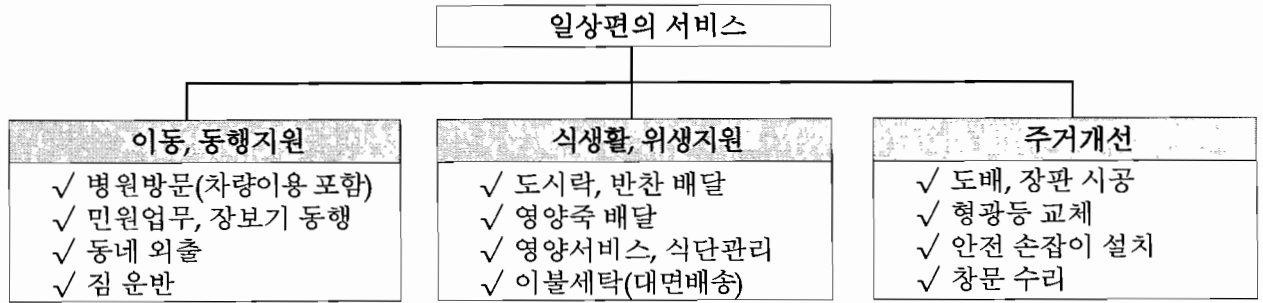 일상편의 서비스
이동, 동행지원
√ 병원방문(차량이용 포함)
√ 민원업무, 장보기 동행
√ 동네 외출
√ 짐 운반
식생활, 위생지원
√ 도시락, 반찬 배달
√ 영양죽 배달
√ 영양서비스, 식단관리
√ 이불세탁(대면배송)
주거개선
√ 도배, 장판 시공
√ 형광등 교체
√ 안전 손잡이 설치
√ 창문 수리